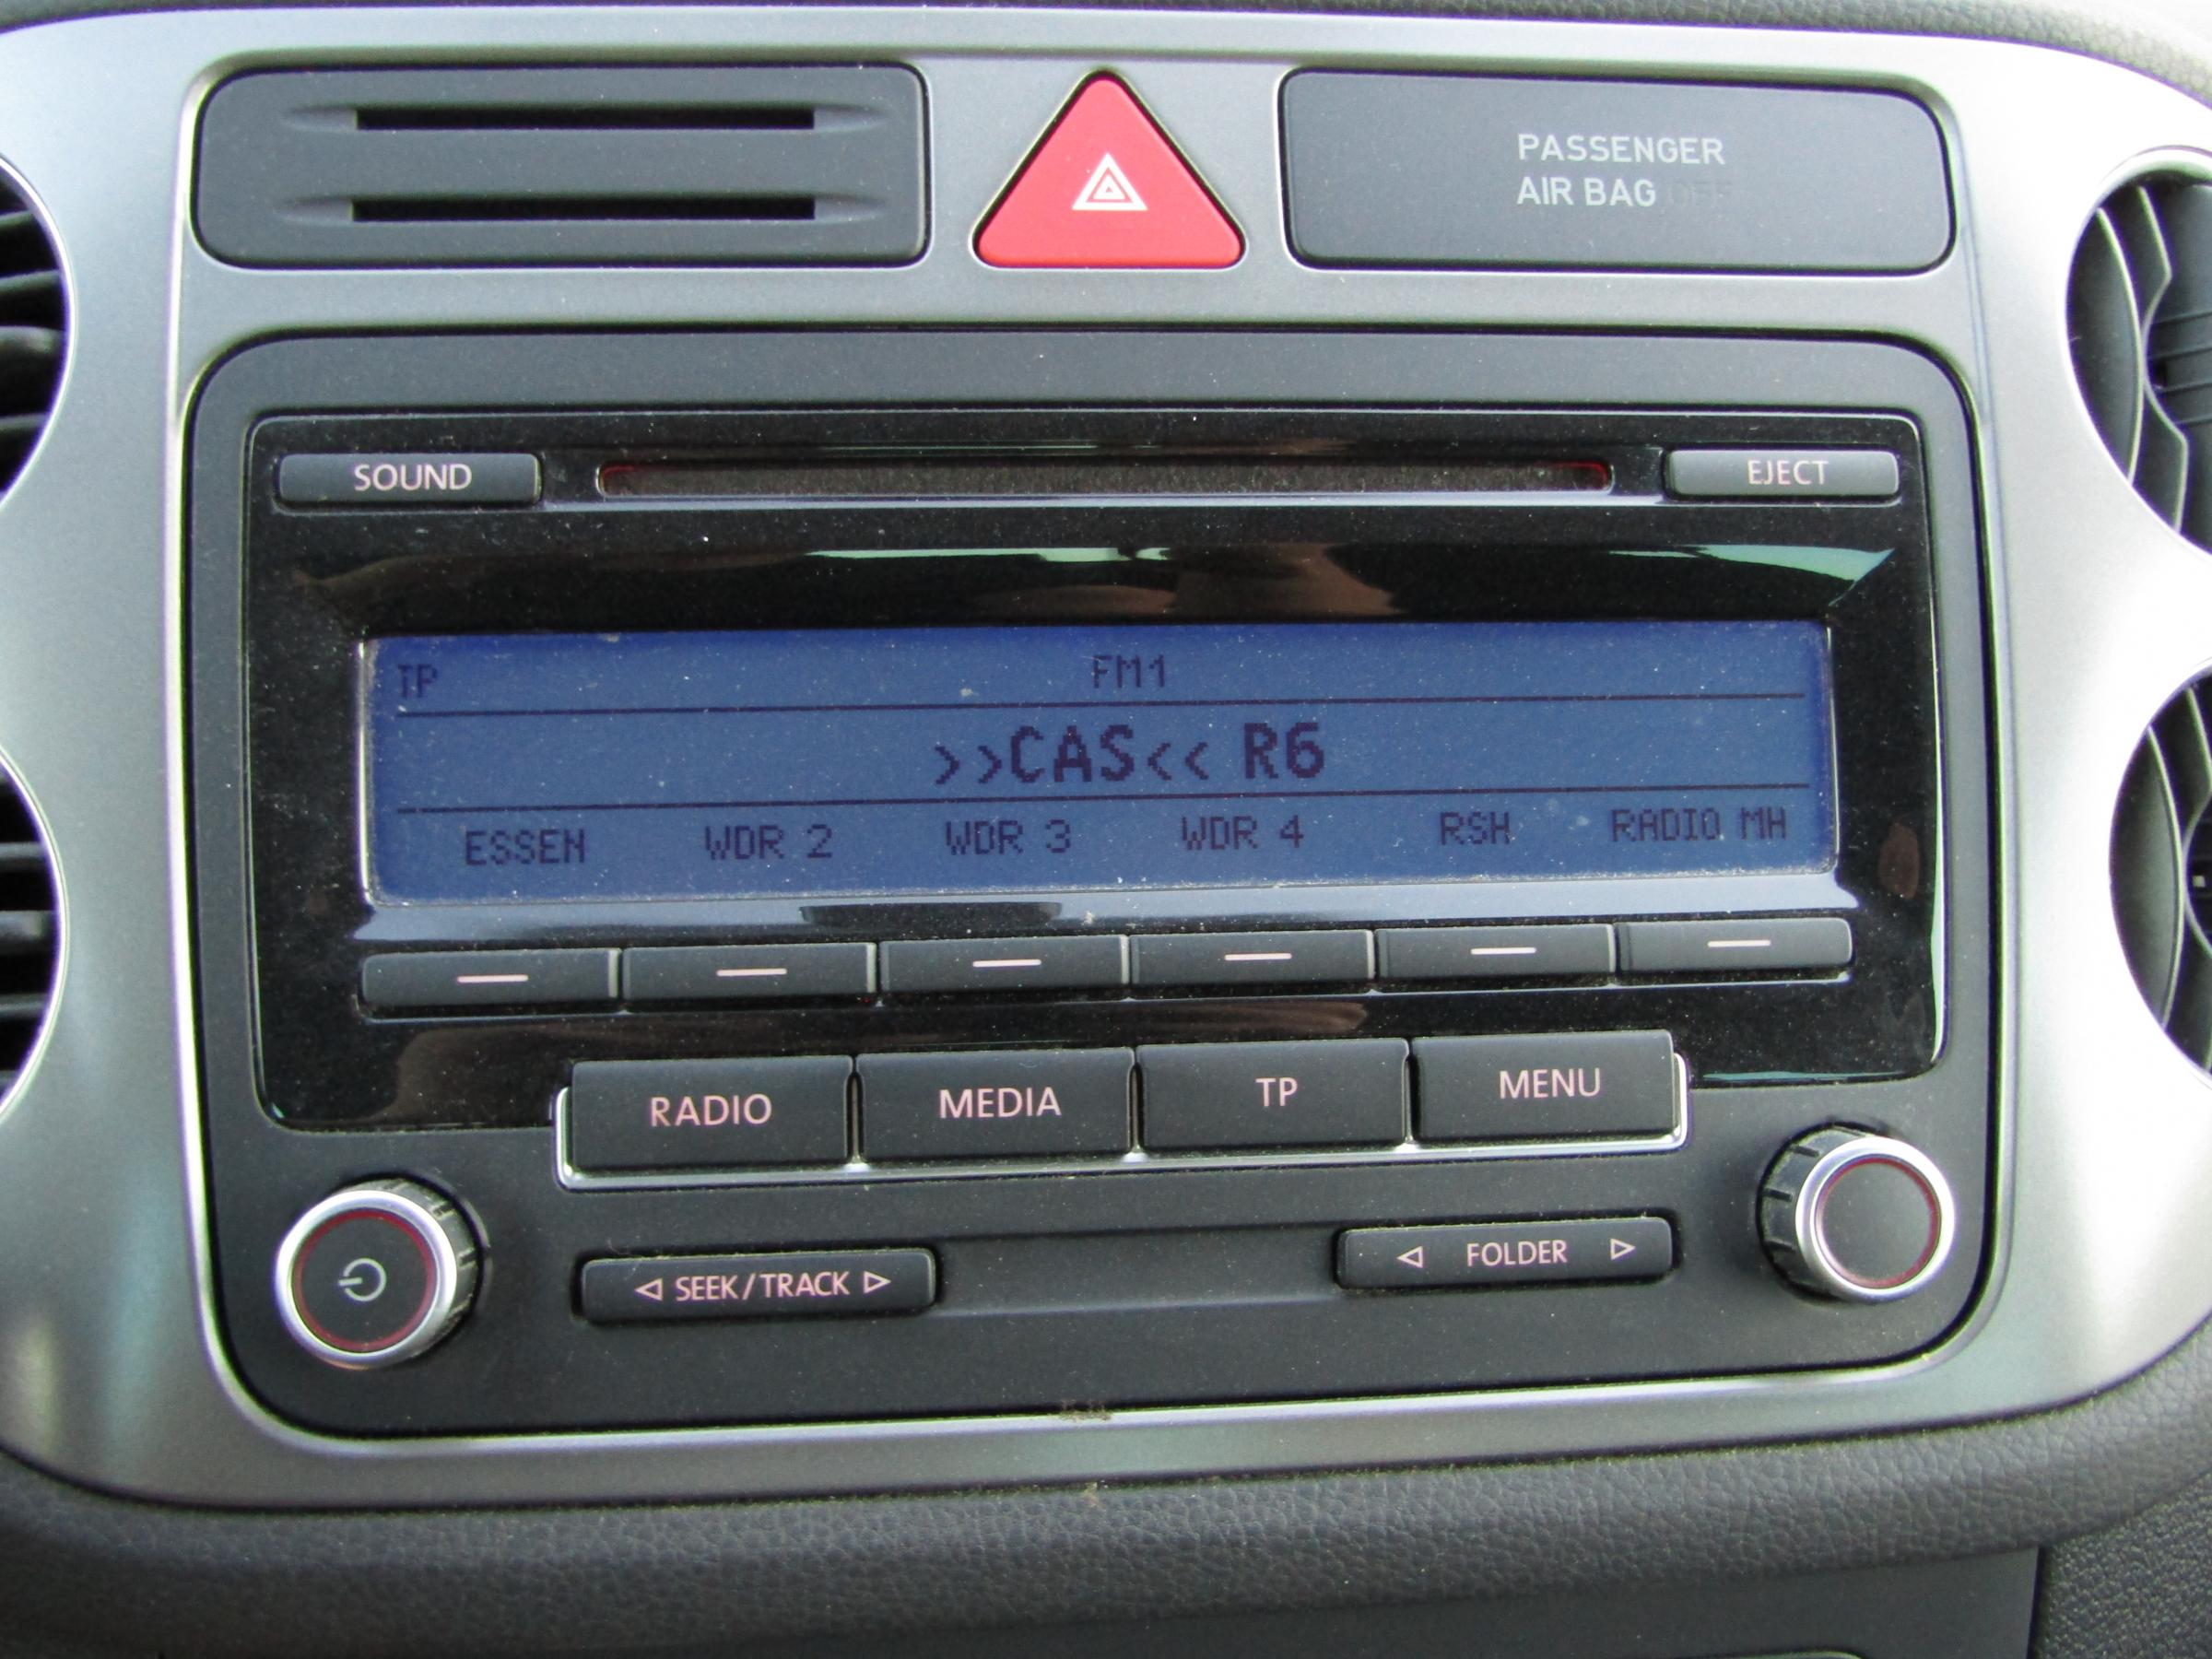 PASSENGER
AIR BAG OFF
SOUND
EJECT
TP FM1
>>CAS<< R6
ESSEN WDR 2 WDR 3 WDR 4 RSH RADIO MH
RADIO MEDIA TP MENU
SEEK/TRACK FOLDER